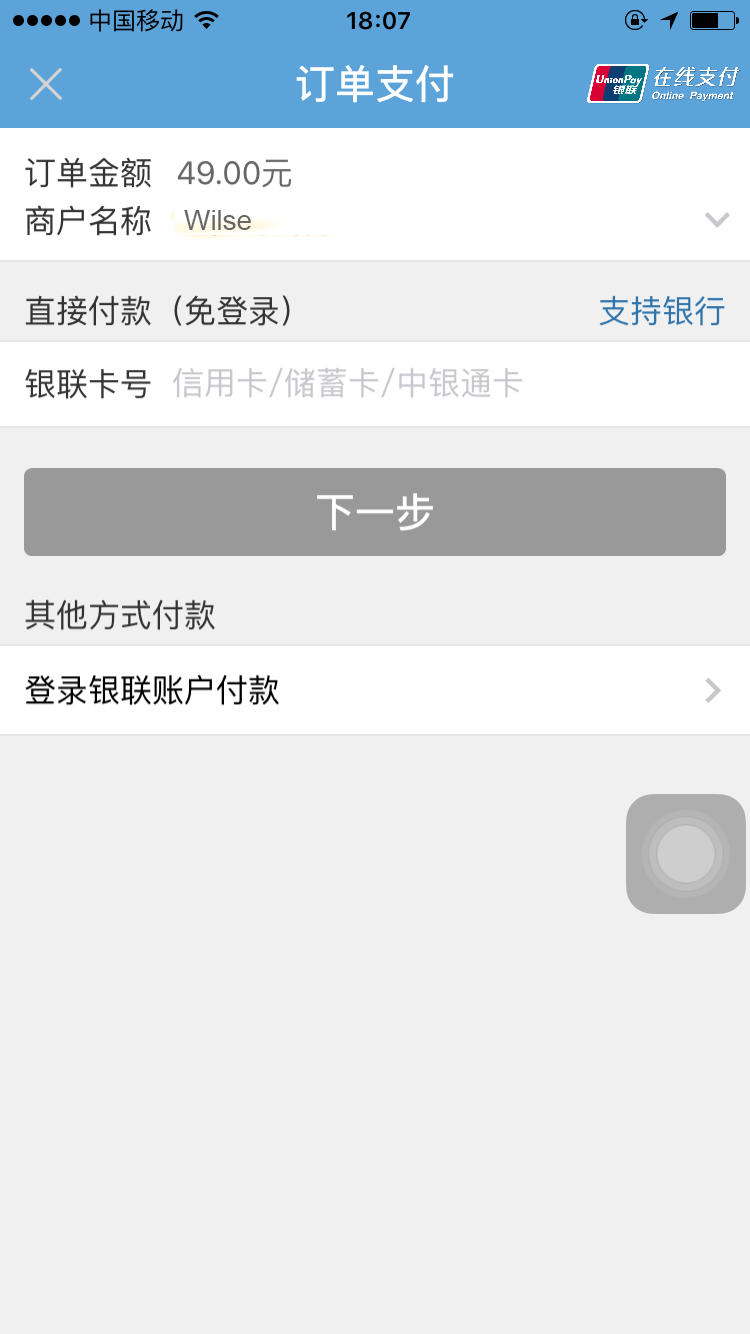 中国移动 18:07
订单支付
UnionPay 银联 在线支付 Online Payment
订单金额 49.00元
商户名称 Wilse
直接付款（免登录） 支持银行
银联卡号 信用卡/储蓄卡/中银通卡
下一步
其他方式付款
登录银联账户付款